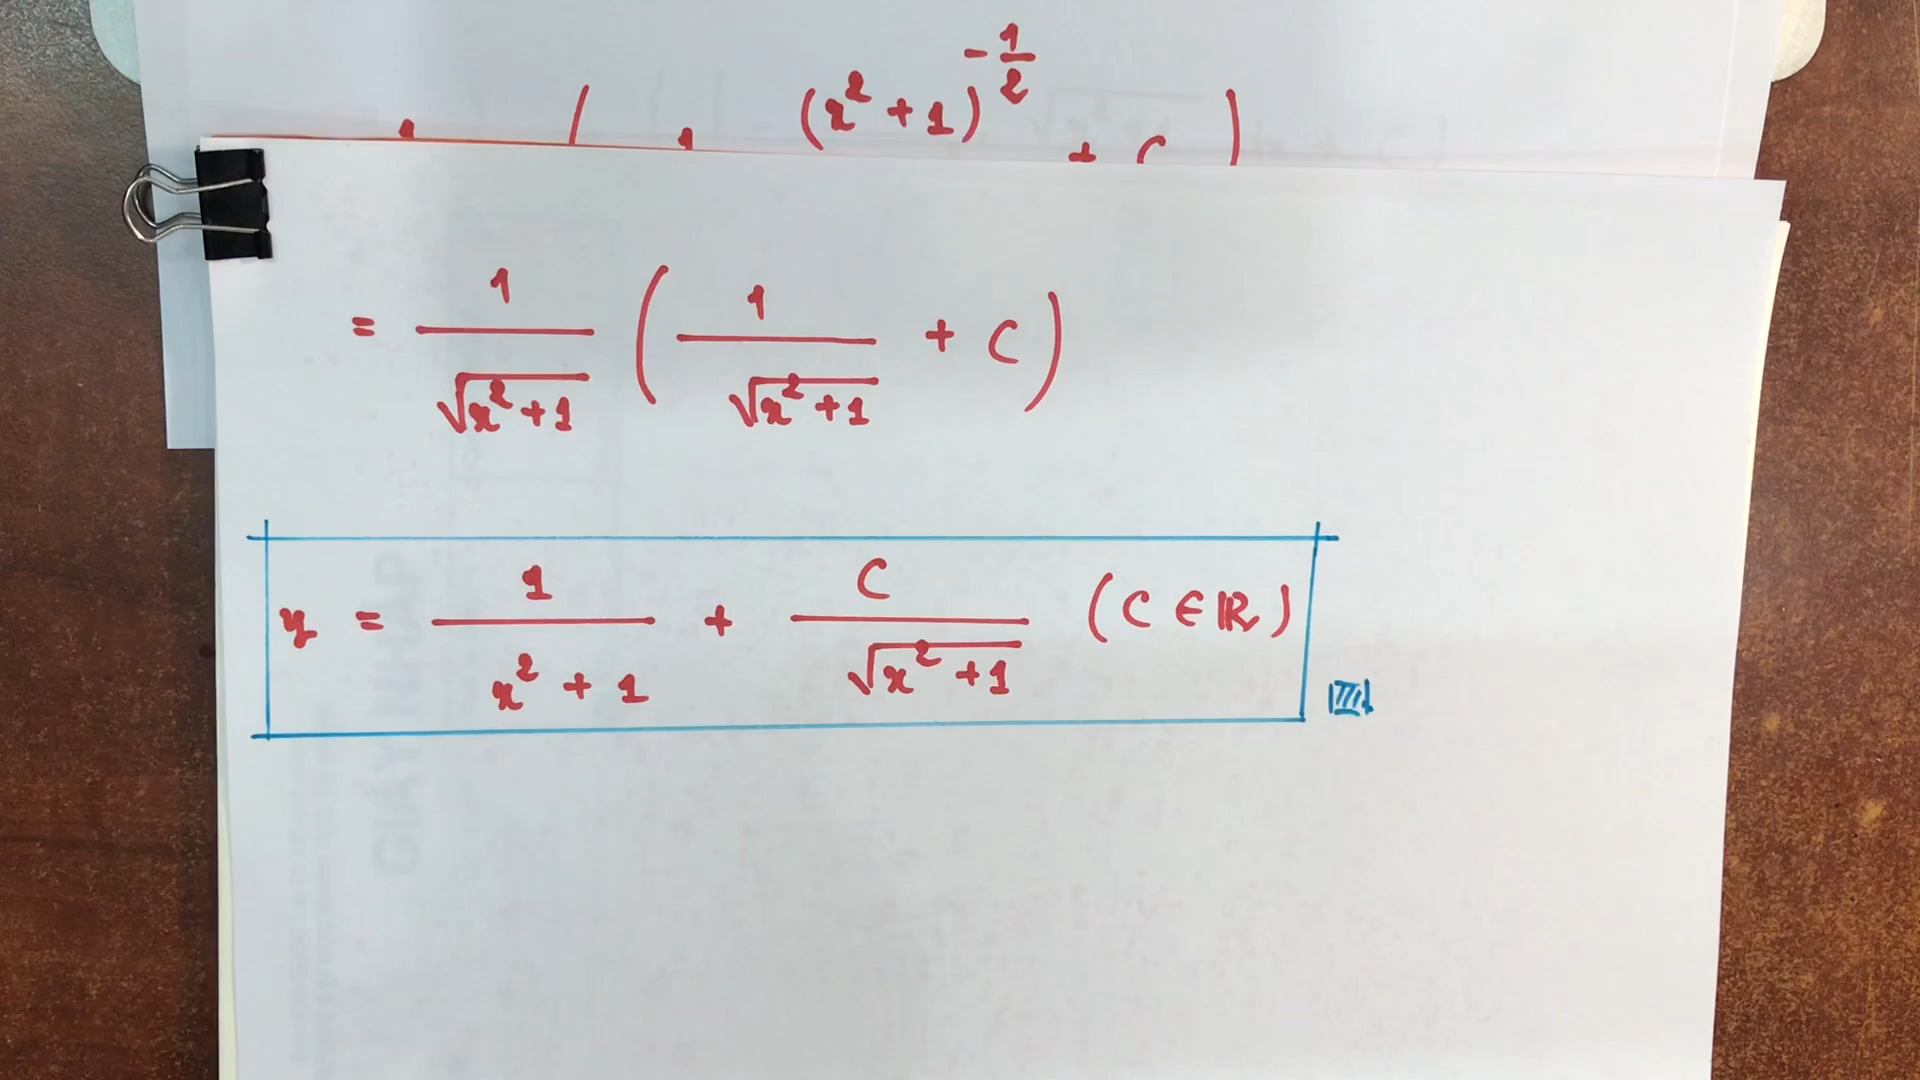 (x² + 1)^(-1/2) + C )
= 1/√(x² + 1) ( 1/√(x² + 1) + C )
y = 1/(x² + 1) + C/√(x² + 1) (C ∈ ℝ)